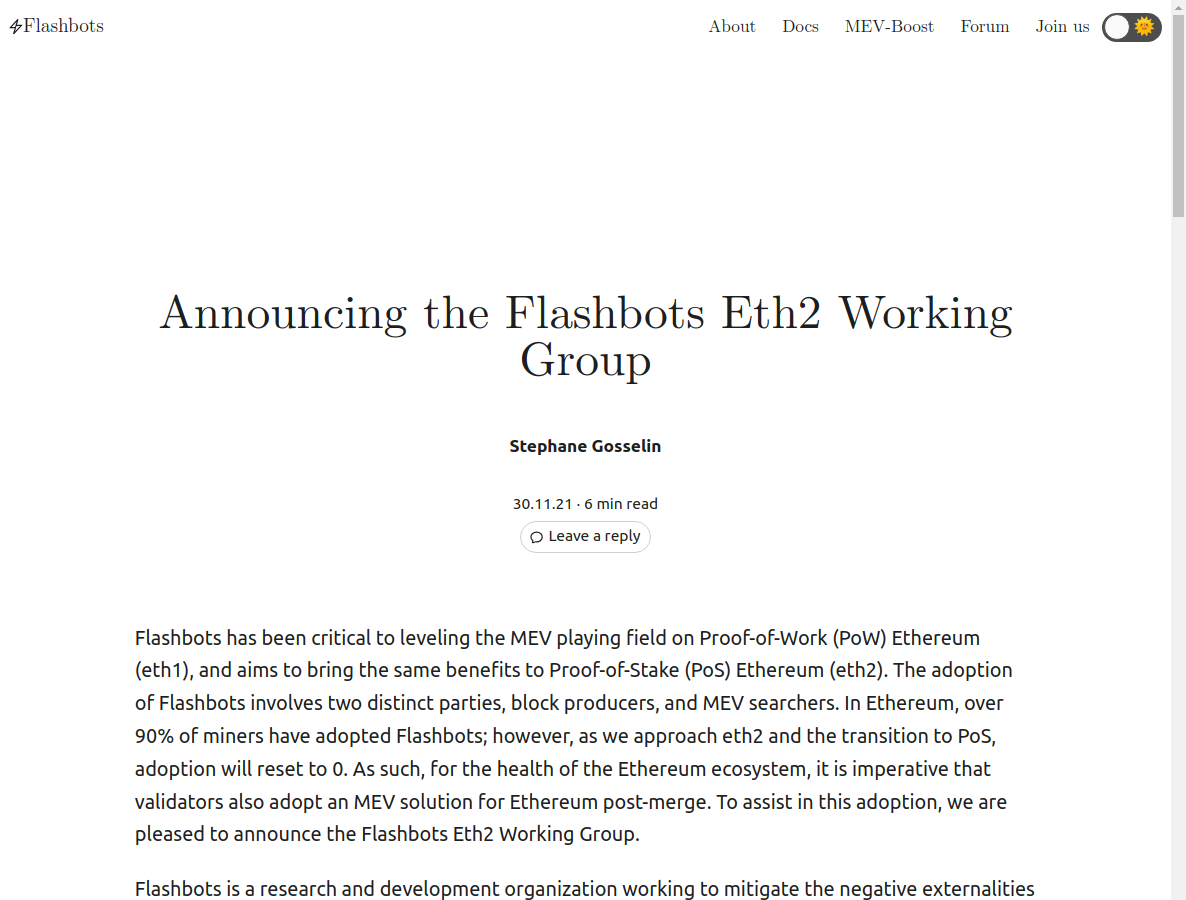 Flashbots
About Docs MEV-Boost Forum Join us
Announcing the Flashbots Eth2 Working
Group
Stephane Gosselin
30.11.21 · 6 min read
Leave a reply
Flashbots has been critical to leveling the MEV playing field on Proof-of-Work (PoW) Ethereum
(eth1), and aims to bring the same benefits to Proof-of-Stake (PoS) Ethereum (eth2). The adoption
of Flashbots involves two distinct parties, block producers, and MEV searchers. In Ethereum, over
90% of miners have adopted Flashbots; however, as we approach eth2 and the transition to PoS,
adoption will reset to 0. As such, for the health of the Ethereum ecosystem, it is imperative that
validators also adopt an MEV solution for Ethereum post-merge. To assist in this adoption, we are
pleased to announce the Flashbots Eth2 Working Group.
Flashbots is a research and development organization working to mitigate the negative externalities